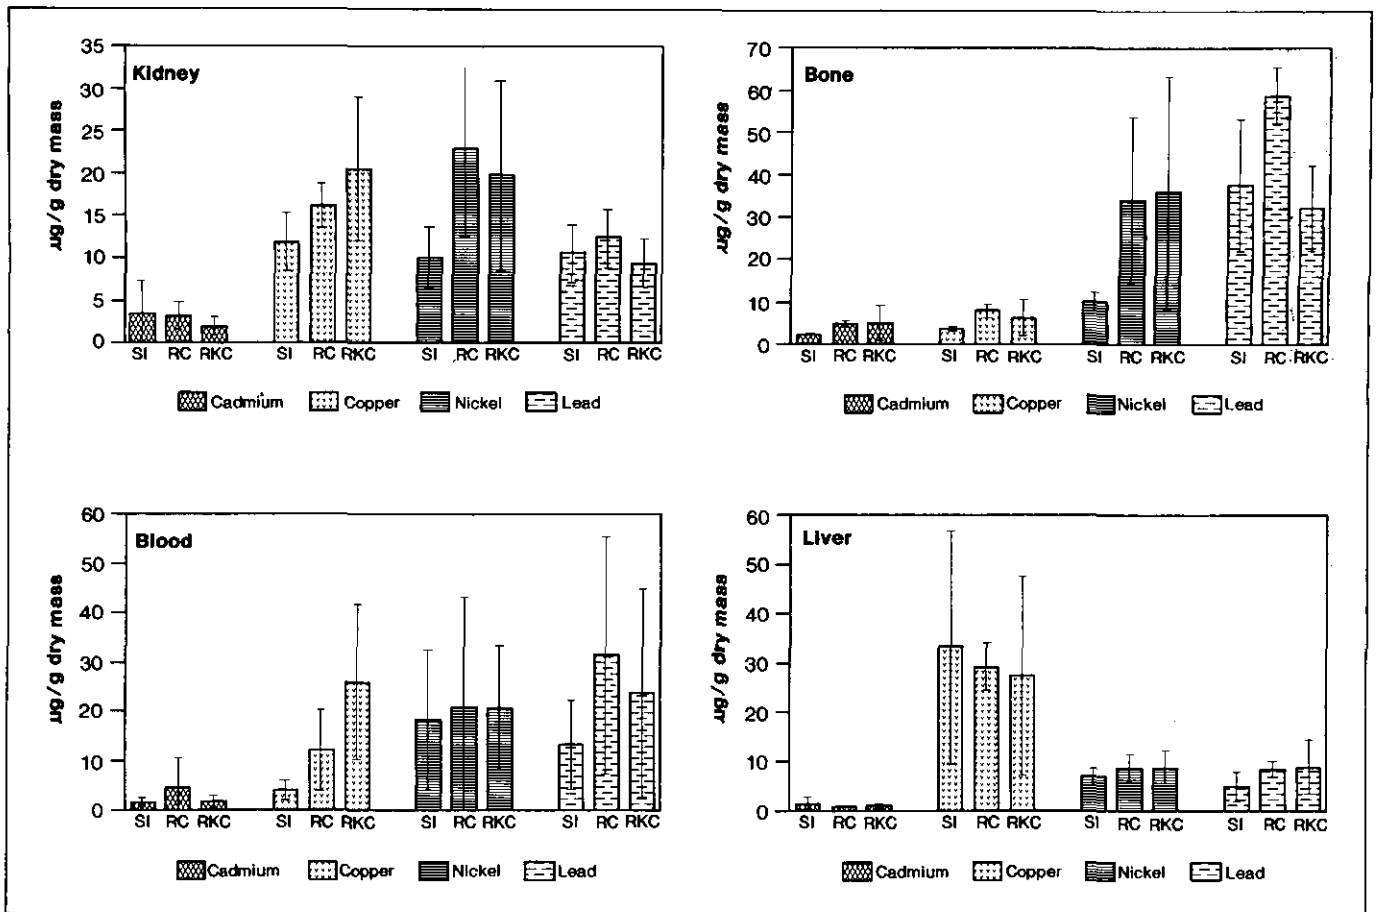 Kidney
µg/g dry mass
35
30
25
20
15
10
5
0
SI RC RKC SI RC RKC SI RC RKC SI RC RKC
Cadmium Copper Nickel Lead
Bone
µg/g dry mass
70
60
50
40
30
20
10
0
SI RC RKC SI RC RKC SI RC RKC SI RC RKC
Cadmium Copper Nickel Lead
Blood
µg/g dry mass
60
50
40
30
20
10
0
SI RC RKC SI RC RKC SI RC RKC SI RC RKC
Cadmium Copper Nickel Lead
Liver
µg/g dry mass
60
50
40
30
20
10
0
SI RC RKC SI RC RKC SI RC RKC SI RC RKC
Cadmium Copper Nickel Lead